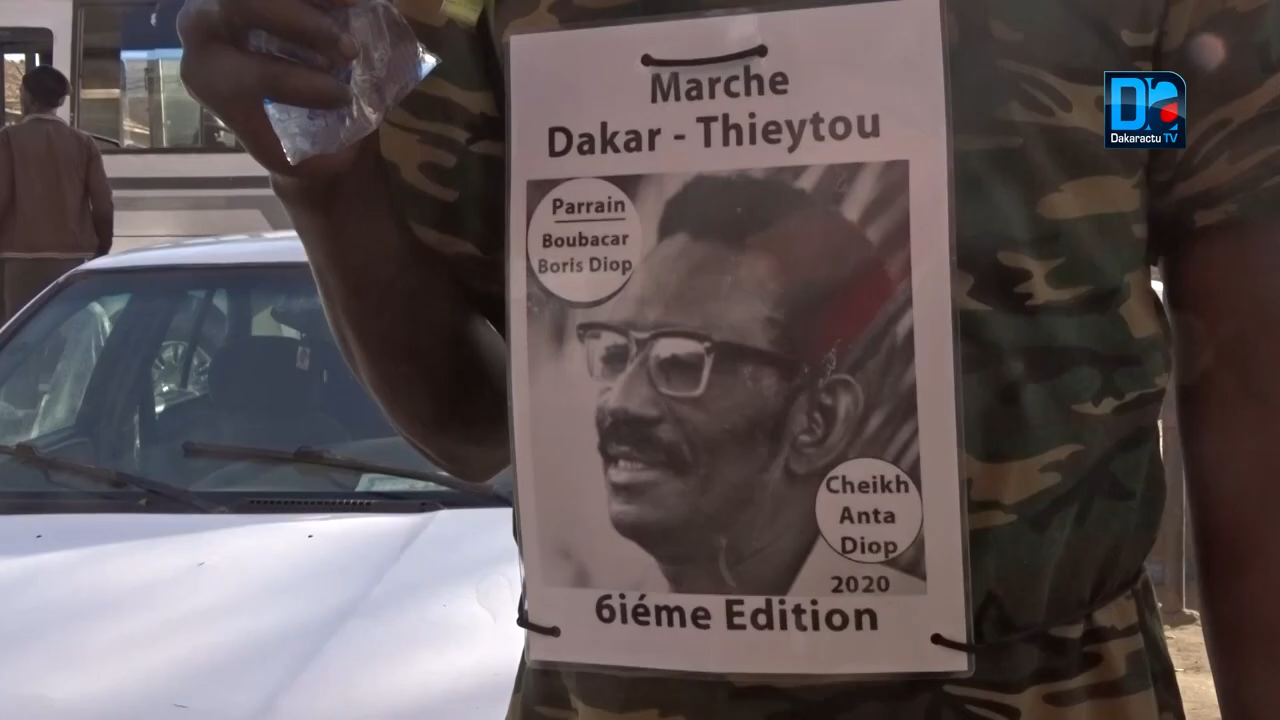 Marche
Dakar - Thieytou
Parrain
Boubacar
Boris Diop
Cheikh
Anta
Diop
2020
6iéme Edition
Dakaractu TV